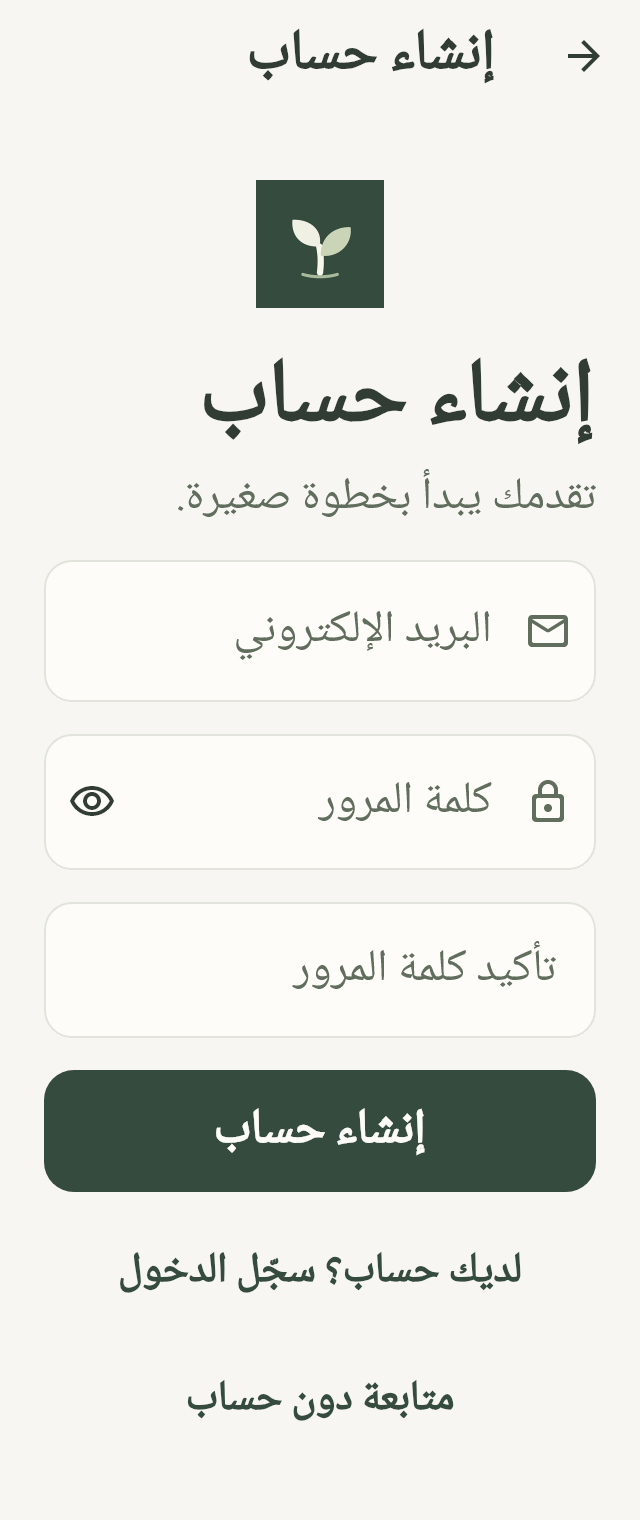 إنشاء حساب
إنشاء حساب
تقدمك يبدأ بخطوة صغيرة.
البريد الإلكتروني
كلمة المرور
تأكيد كلمة المرور
إنشاء حساب
لديك حساب؟ سجّل الدخول
متابعة دون حساب